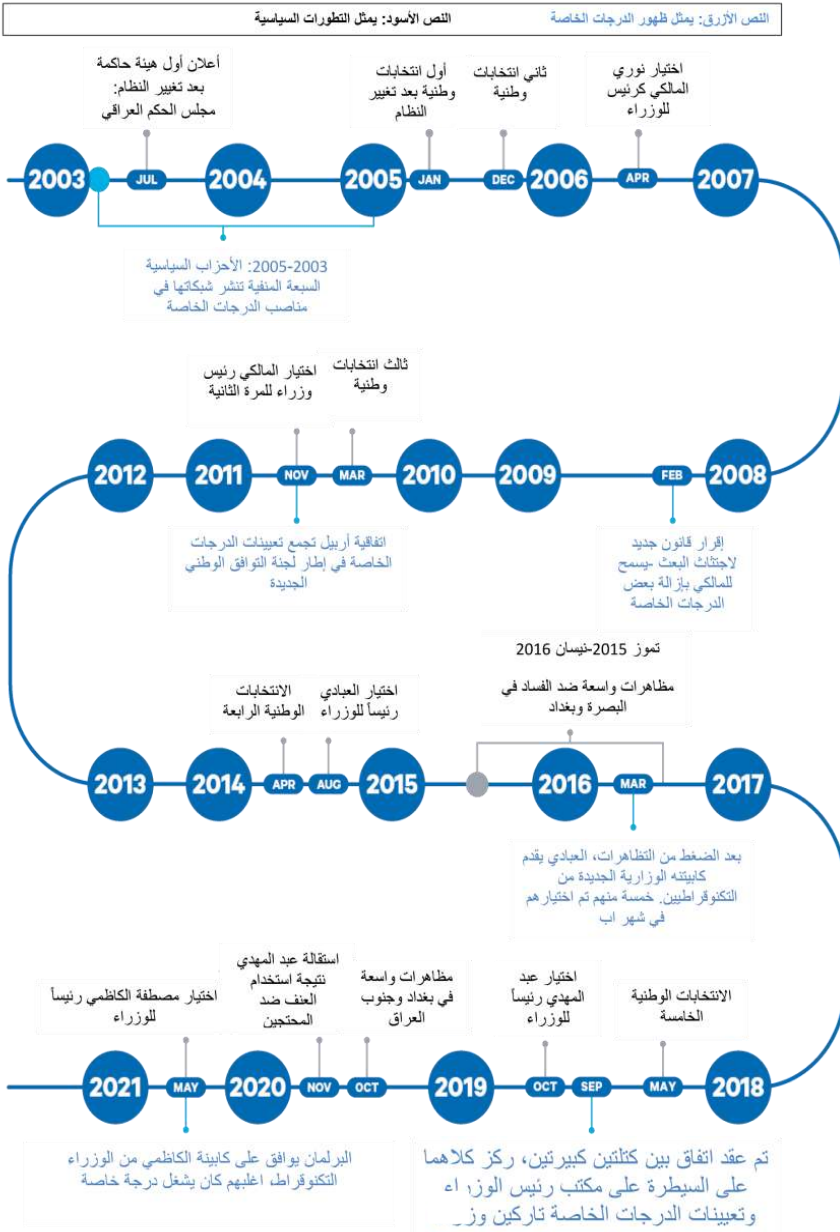 النص الأزرق: يمثل ظهور الدرجات الخاصة
النص الأسود: يمثل التطورات السياسية
أعلان أول هيئة حاكمة
بعد تغيير النظام:
مجلس الحكم العراقي
أول انتخابات
وطنية بعد تغيير
النظام
ثاني انتخابات
وطنية
اختيار نوري
المالكي كرئيس
للوزراء
2003
JUL
2004
2005
JAN
DEC
2006
APR
2007
2003-2005: الأحزاب السياسية
السبعة المنفية تنشر شبكاتها في
مناصب الدرجات الخاصة
ثالث انتخابات
وطنية
اختيار المالكي رئيس
وزراء للمرة الثانية
2008
FEB
2009
2010
MAR
NOV
2011
2012
إقرار قانون جديد
لاجتثاث البعث -يسمح
للمالكي بإزالة بعض
الدرجات الخاصة
اتفاقية أربيل تجمع تعيينات الدرجات
الخاصة في إطار لجنة التوافق الوطني
الجديدة
الانتخابات
الوطنية الرابعة
اختيار العبادي
رئيساً للوزراء
تموز 2015-نيسان 2016
مظاهرات واسعة ضد الفساد في
البصرة وبغداد
2013
2014
APR
AUG
2015
2016
MAR
2017
بعد الضغط من التظاهرات، العبادي يقدم
كابيتنه الوزارية الجديدة من
التكنوقراطيين. خمسة منهم تم اختيارهم
في شهر اب
الانتخابات الوطنية
الخامسة
اختيار عبد
المهدي رئيساً
للوزراء
مظاهرات واسعة
في بغداد وجنوب
العراق
استقالة عبد المهدي
نتيجة استخدام
العنف ضد
المحتجين
اختيار مصطفة الكاظمي رئيساً
للوزراء
2018
MAY
SEP
OCT
2019
OCT
NOV
2020
MAY
2021
تم عقد اتفاق بين كتلتين كبيرتين، ركز كلاهما
على السيطرة على مكتب رئيس الوزراء
وتعيينات الدرجات الخاصة تاركين
البرلمان يوافق على كابينة الكاظمي من الوزراء
التكنوقراط، اغلبهم كان يشغل درجة خاصة